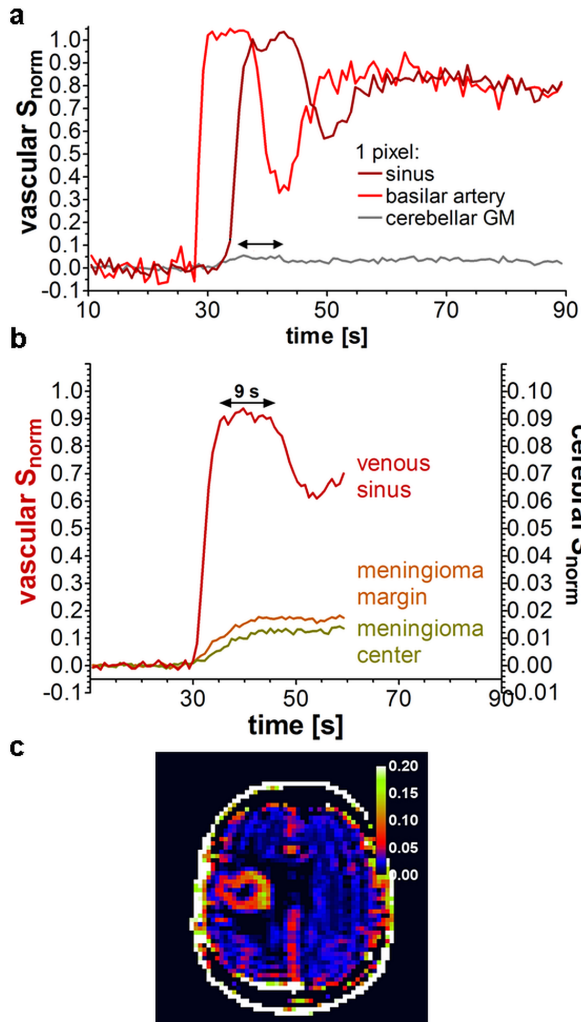 a
vascular Snorm
1.0
0.9
0.8
0.7
0.6
0.5
0.4
0.3
0.2
0.1
0.0
-0.1
1 pixel:
sinus
basilar artery
cerebellar GM
10 30 50 70 90
time [s]
b
vascular Snorm
1.0
0.9
0.8
0.7
0.6
0.5
0.4
0.3
0.2
0.1
0.0
-0.1
9 s
venous
sinus
meningioma
margin
meningioma
center
0.10
0.09
0.08
0.07
0.06
0.05
0.04
0.03
0.02
0.01
0.00
-0.01
cerebral Snorm
30 50 70 90
time [s]
c
0.20
0.15
0.10
0.05
0.00